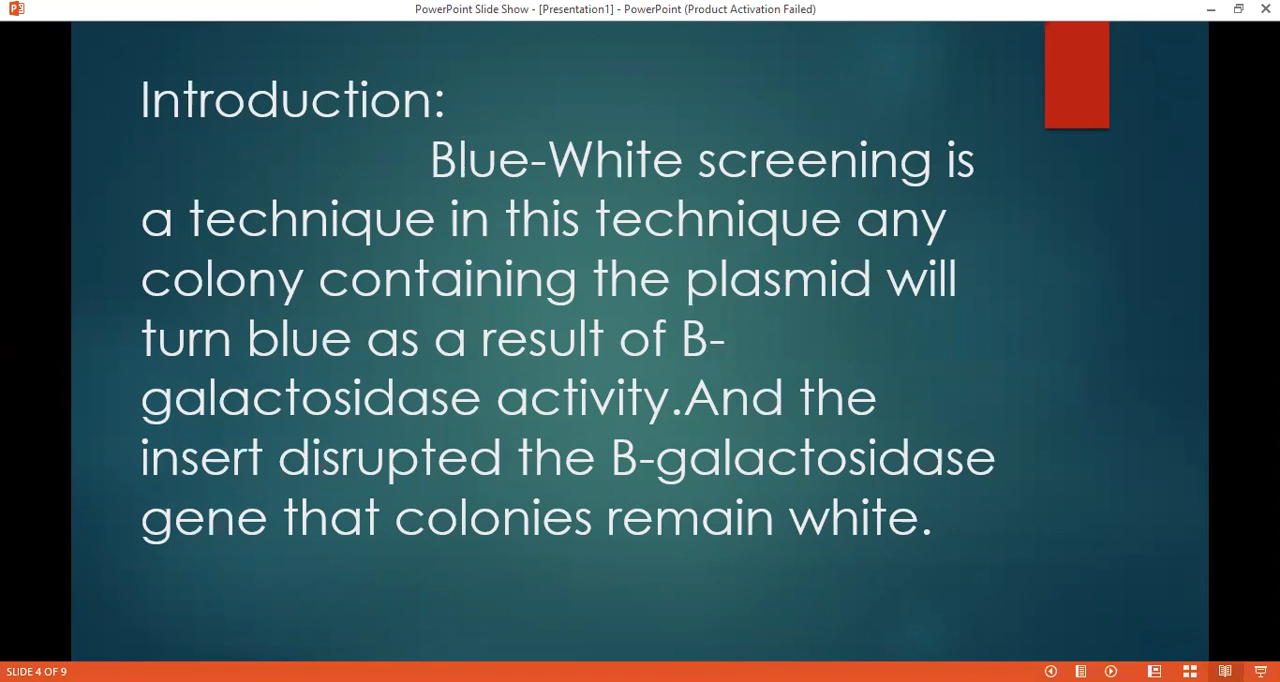 PowerPoint Slide Show - [Presentation1] - PowerPoint (Product Activation Failed)
Introduction:
Blue-White screening is
a technique in this technique any
colony containing the plasmid will
turn blue as a result of B-
galactosidase activity.And the
insert disrupted the B-galactosidase
gene that colonies remain white.
SLIDE 4 OF 9